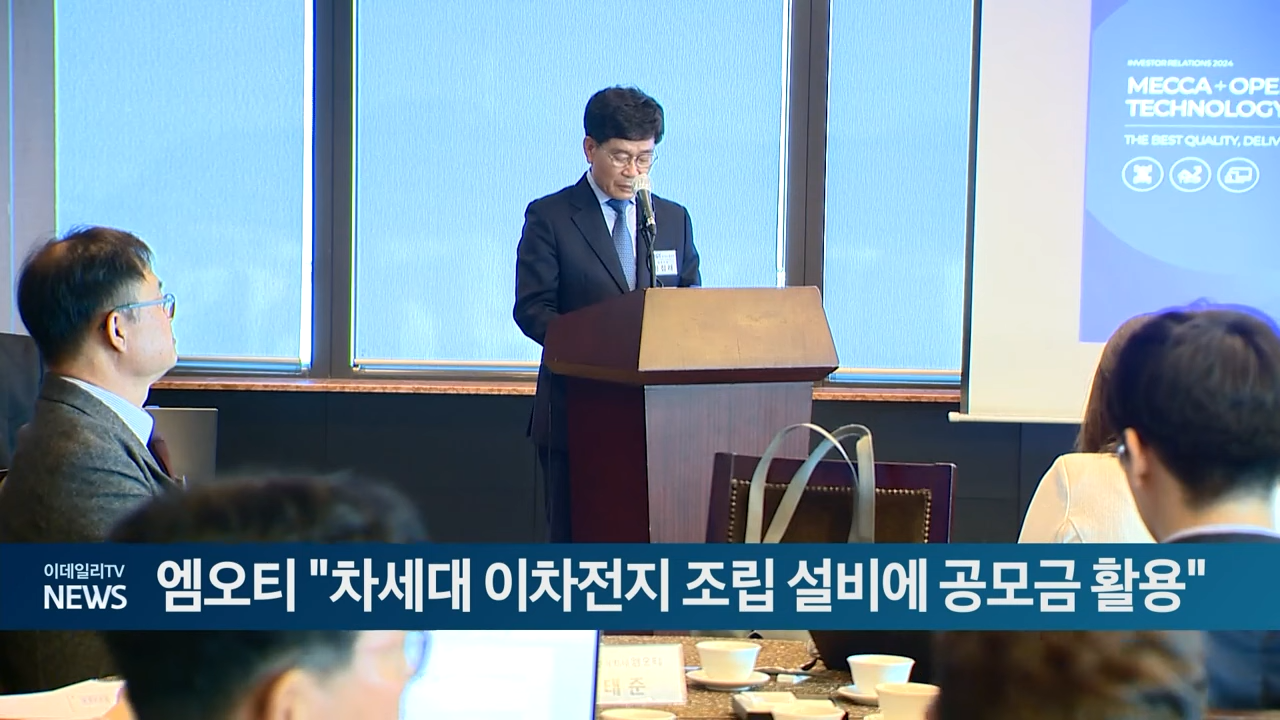 INVESTOR RELATIONS 2024
MECCA+OPE
TECHNOLOGY
THE BEST QUALITY, DELIV
이데일리TV
NEWS
엠오티 "차세대 이차전지 조립 설비에 공모금 활용"
대 준